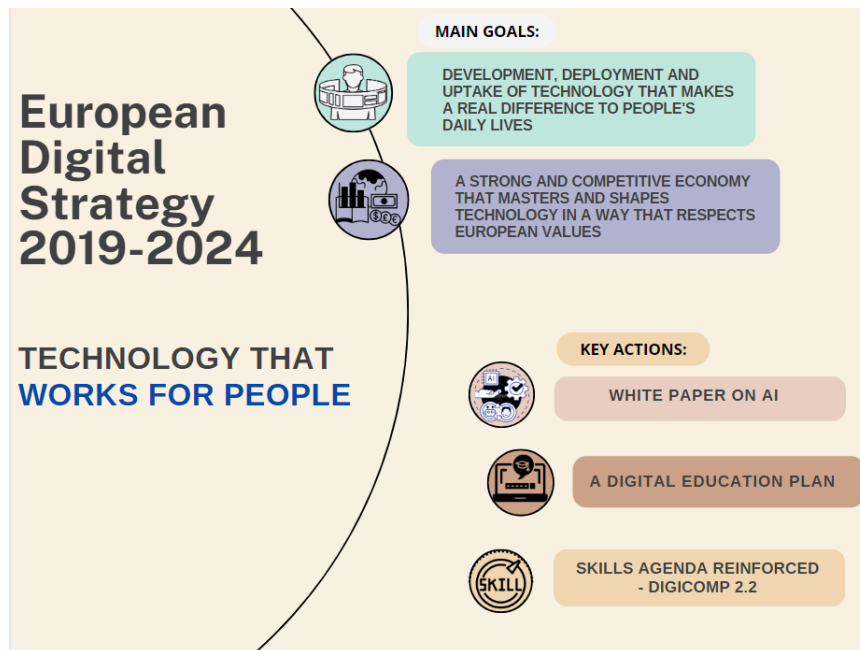 European
Digital
Strategy
2019-2024
TECHNOLOGY THAT
WORKS FOR PEOPLE
MAIN GOALS:
DEVELOPMENT, DEPLOYMENT AND
UPTAKE OF TECHNOLOGY THAT MAKES
A REAL DIFFERENCE TO PEOPLE'S
DAILY LIVES
A STRONG AND COMPETITIVE ECONOMY
THAT MASTERS AND SHAPES
TECHNOLOGY IN A WAY THAT RESPECTS
EUROPEAN VALUES
KEY ACTIONS:
AI
WHITE PAPER ON AI
A DIGITAL EDUCATION PLAN
SKILL
SKILLS AGENDA REINFORCED
- DIGICOMP 2.2